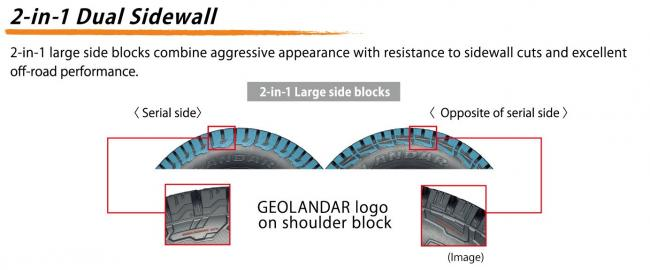 2-in-1 Dual Sidewall
2-in-1 large side blocks combine aggressive appearance with resistance to sidewall cuts and excellent
off-road performance.
2-in-1 Large side blocks
〈 Serial side〉
〈 Opposite of serial side 〉
GEOLANDAR logo
on shoulder block
(Image)